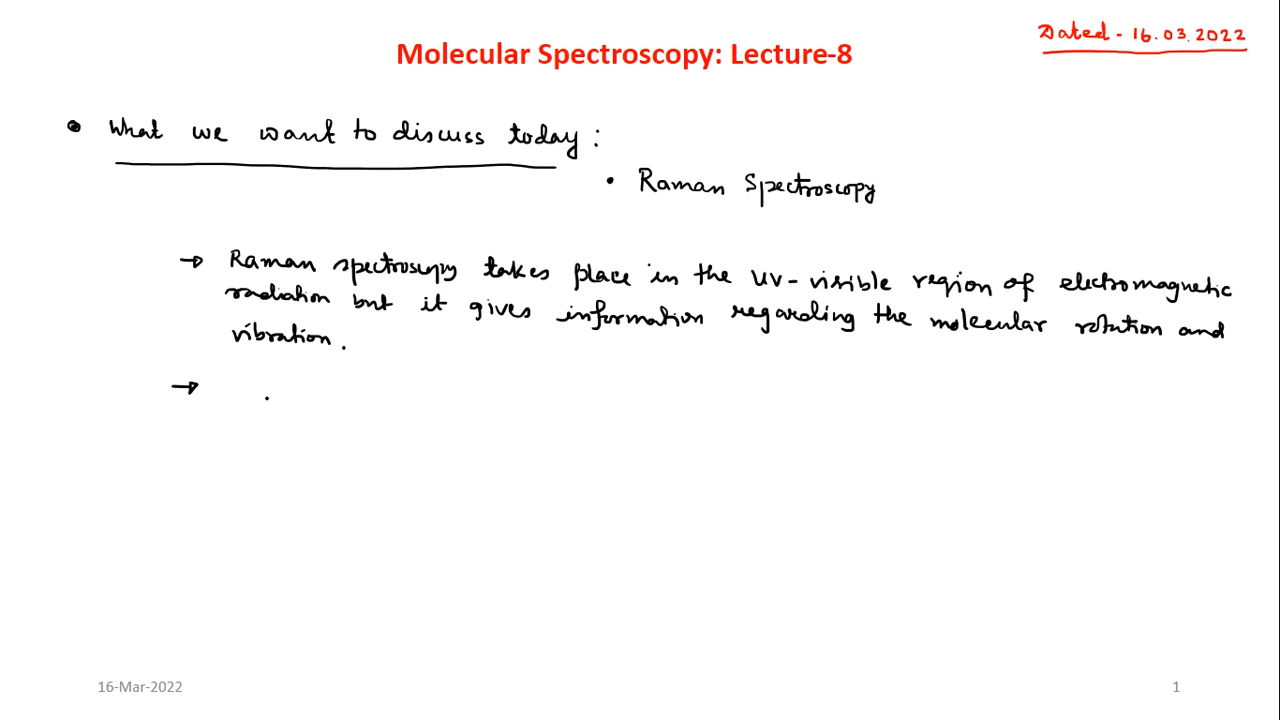 Dated - 16.03.2022
Molecular Spectroscopy: Lecture-8
• What we want to discuss today :
• Raman Spectroscopy
→ Raman spectroscopy takes place in the UV-visible region of electromagnetic
radiation but it gives information regarding the molecular rotation and
vibration.
→ .
16-Mar-2022
1